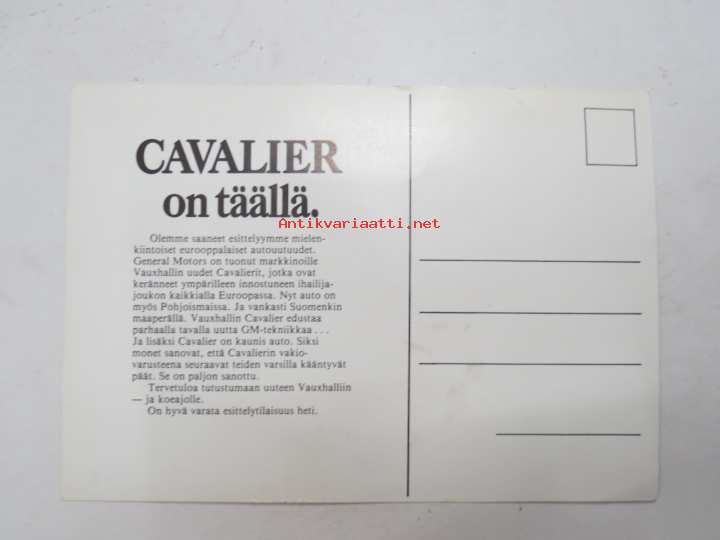 CAVALIER
on täällä.
Antikvariaatti.net
Olemme saaneet esittelyymme mielen-
kiintoiset eurooppalaiset autouutuudet.
General Motors on tuonut markkinoille
Vauxhallin uudet Cavalierit, jotka ovat
keränneet ympärilleen innostuneen ihailija-
joukon kaikkialla Euroopassa. Nyt auto on
myös Pohjoismaissa. Ja vankasti Suomenkin
maaperällä. Vauxhallin Cavalier edustaa
parhaalla tavalla uutta GM-tekniikkaa . . .
Ja lisäksi Cavalier on kaunis auto. Siksi
monet sanovat, että Cavalierin vakio-
varusteena seuraavat teiden varsilla kääntyvät
päät. Se on paljon sanottu.
Tervetuloa tutustumaan uuteen Vauxhalliin
— ja koeajolle.
On hyvä varata esittelytilaisuus heti.